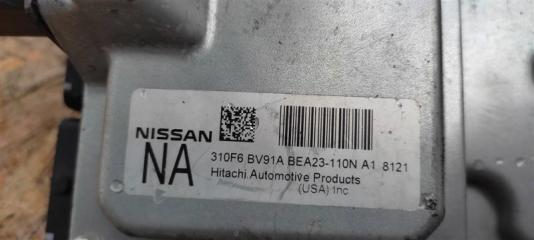 NISSAN
NA
310F6 BV91A BEA23-110N A1 8121
Hitachi Automotive Products
(USA) Inc